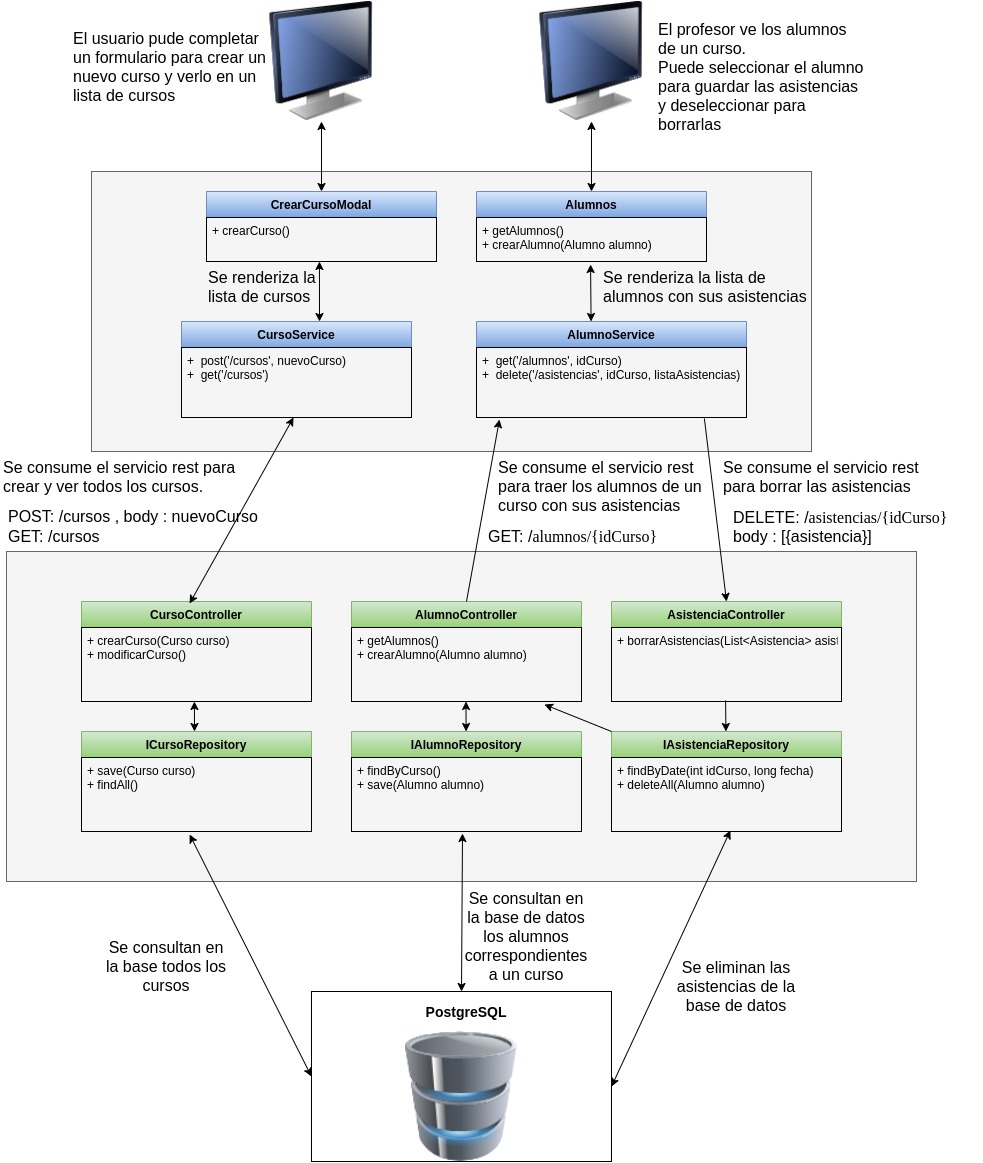 El usuario pude completar
un formulario para crear un
nuevo curso y verlo en un
lista de cursos
El profesor ve los alumnos
de un curso.
Puede seleccionar el alumno
para guardar las asistencias
y deseleccionar para
borrarlas
CrearCursoModal
+ crearCurso()
Alumnos
+ getAlumnos()
+ crearAlumno(Alumno alumno)
Se renderiza la
lista de cursos
Se renderiza la lista de
alumnos con sus asistencias
CursoService
+ post('/cursos', nuevoCurso)
+ get('/cursos')
AlumnoService
+ get('/alumnos', idCurso)
+ delete('/asistencias', idCurso, listaAsistencias)
Se consume el servicio rest para
crear y ver todos los cursos.
POST: /cursos , body : nuevoCurso
GET: /cursos
Se consume el servicio rest
para traer los alumnos de un
curso con sus asistencias
GET: /alumnos/{idCurso}
Se consume el servicio rest
para borrar las asistencias
DELETE: /asistencias/{idCurso}
body : [{asistencia}]
CursoController
+ crearCurso(Curso curso)
+ modificarCurso()
AlumnoController
+ getAlumnos()
+ crearAlumno(Alumno alumno)
AsistenciaController
+ borrarAsistencias(List<Asistencia> asist
ICursoRepository
+ save(Curso curso)
+ findAll()
IAlumnoRepository
+ findByCurso()
+ save(Alumno alumno)
IAsistenciaRepository
+ findByDate(int idCurso, long fecha)
+ deleteAll(Alumno alumno)
Se consultan en
la base todos los
cursos
Se consultan en
la base de datos
los alumnos
correspondientes
a un curso
Se eliminan las
asistencias de la
base de datos
PostgreSQL